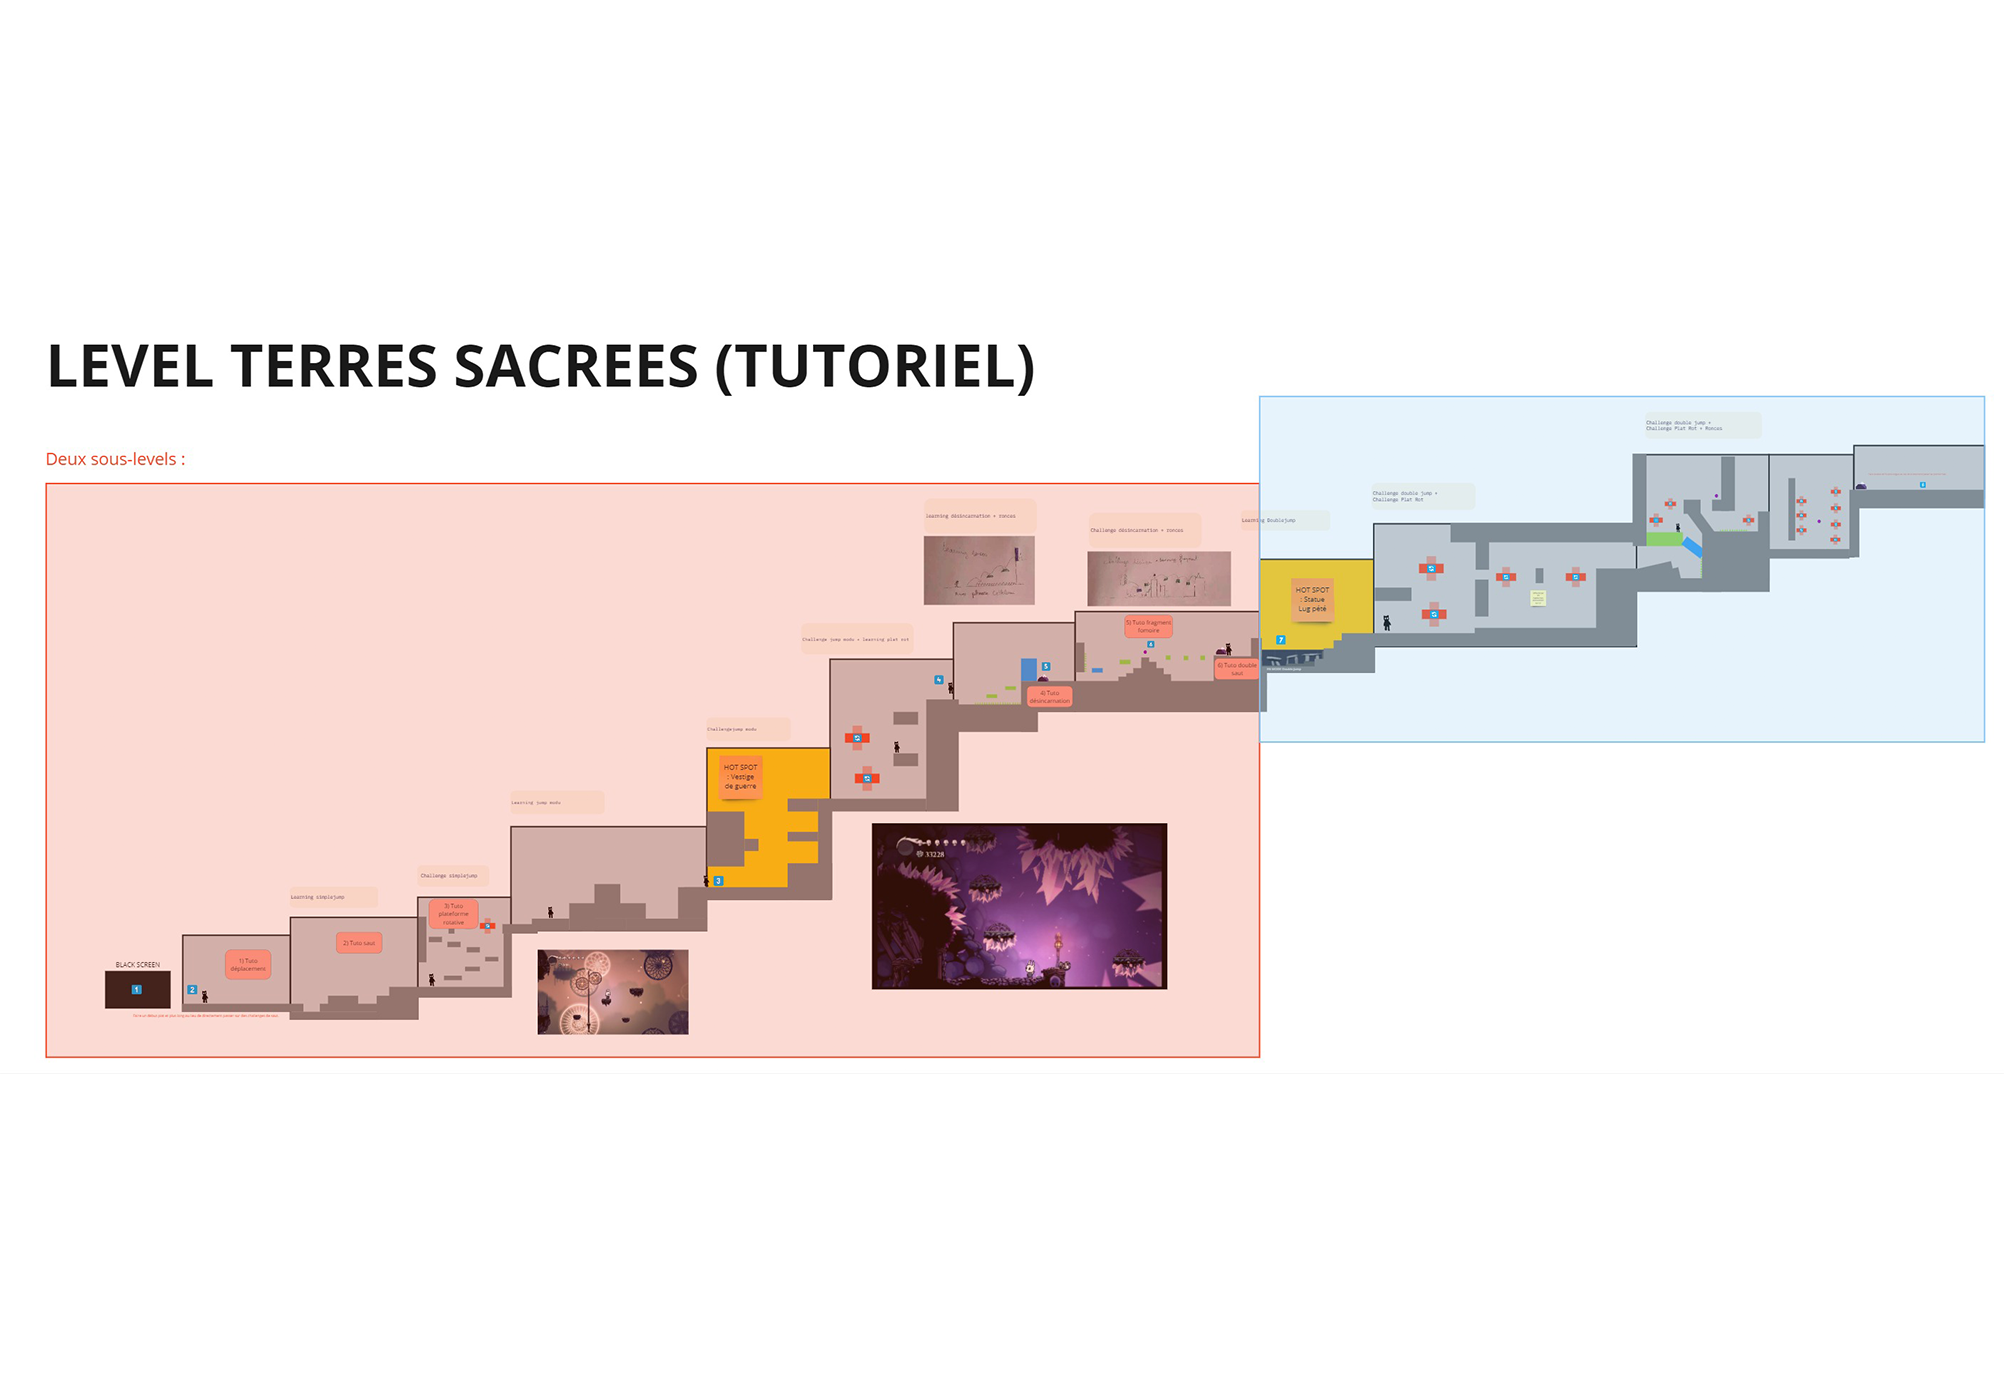 LEVEL TERRES SACREES (TUTORIEL)
Deux sous-levels :
BLACK SCREEN
1
2
1) Tuto
déplacement
Learning simplejump
2) Tuto saut
Challenge simplejump
3) Tuto
plateforme
rotative
Learning jump modu
Challenge jump modu
HOT SPOT
: Vestige
de guerre
3
Challenge jump modu + learning plat rot
4
learning désincarnation + ronces
5
4) Tuto
désincarnation
Challenge désincarnation + ronces
5) Tuto fragment
fomoire
6
6) Tuto double
saut
33228
Learning Doublejump
HOT SPOT
: Statue
Lug pété
7
Challenge double jump +
Challenge Plat Rot
Challenge double jump +
Challenge Plat Rot + Ronces
8